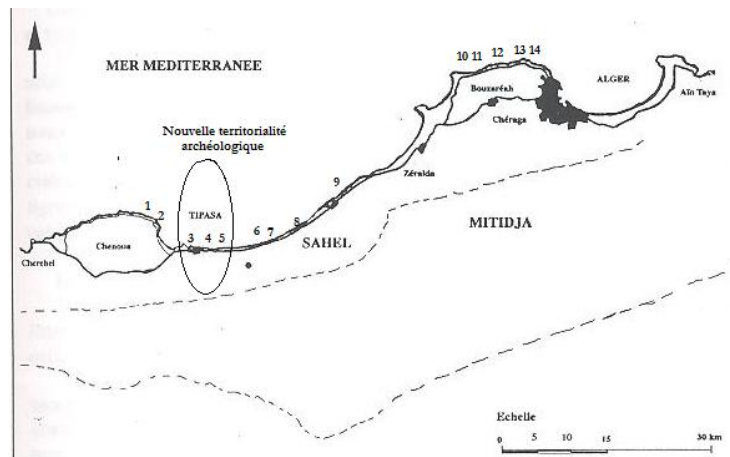 MER MEDITERRANEE
10 11 12 13 14
ALGER
Aïn Taya
Bouzaréah
Chéraga
Nouvelle territorialité
archéologique
Zéralda
9
TIPASA
1
2
3 4 5
6 7
8
SAHEL
MITIDJA
Chenoua
Cherchel
Echelle
0 5 10 15 30 km